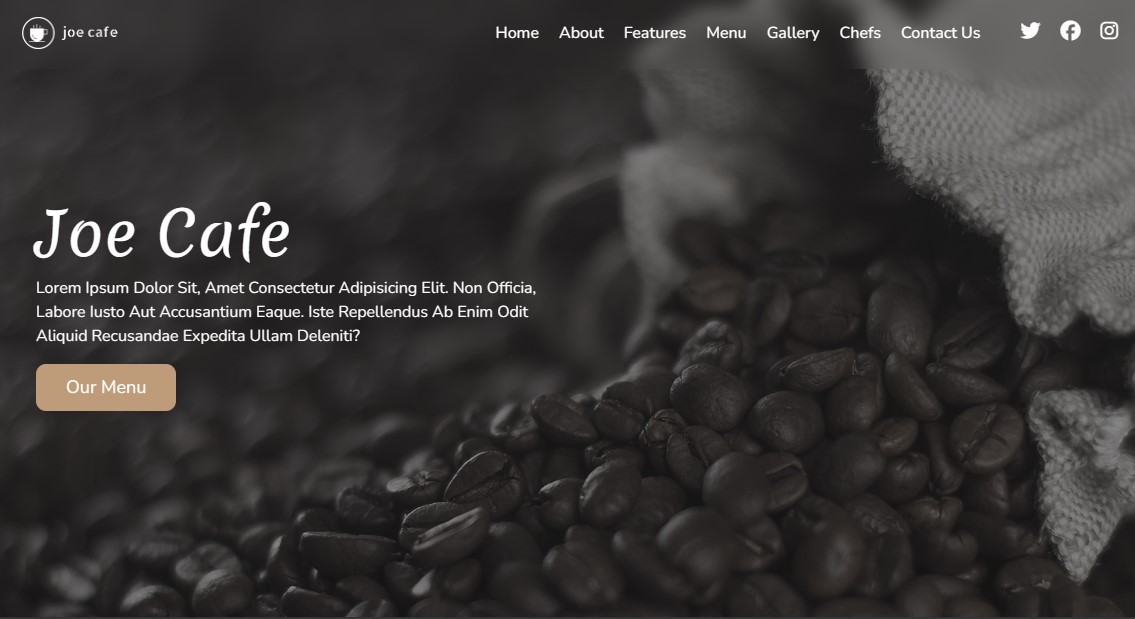 joe cafe
Home About Features Menu Gallery Chefs Contact Us
Joe Cafe
Lorem Ipsum Dolor Sit, Amet Consectetur Adipisicing Elit. Non Officia,
Labore Iusto Aut Accusantium Eaque. Iste Repellendus Ab Enim Odit
Aliquid Recusandae Expedita Ullam Deleniti?
Our Menu